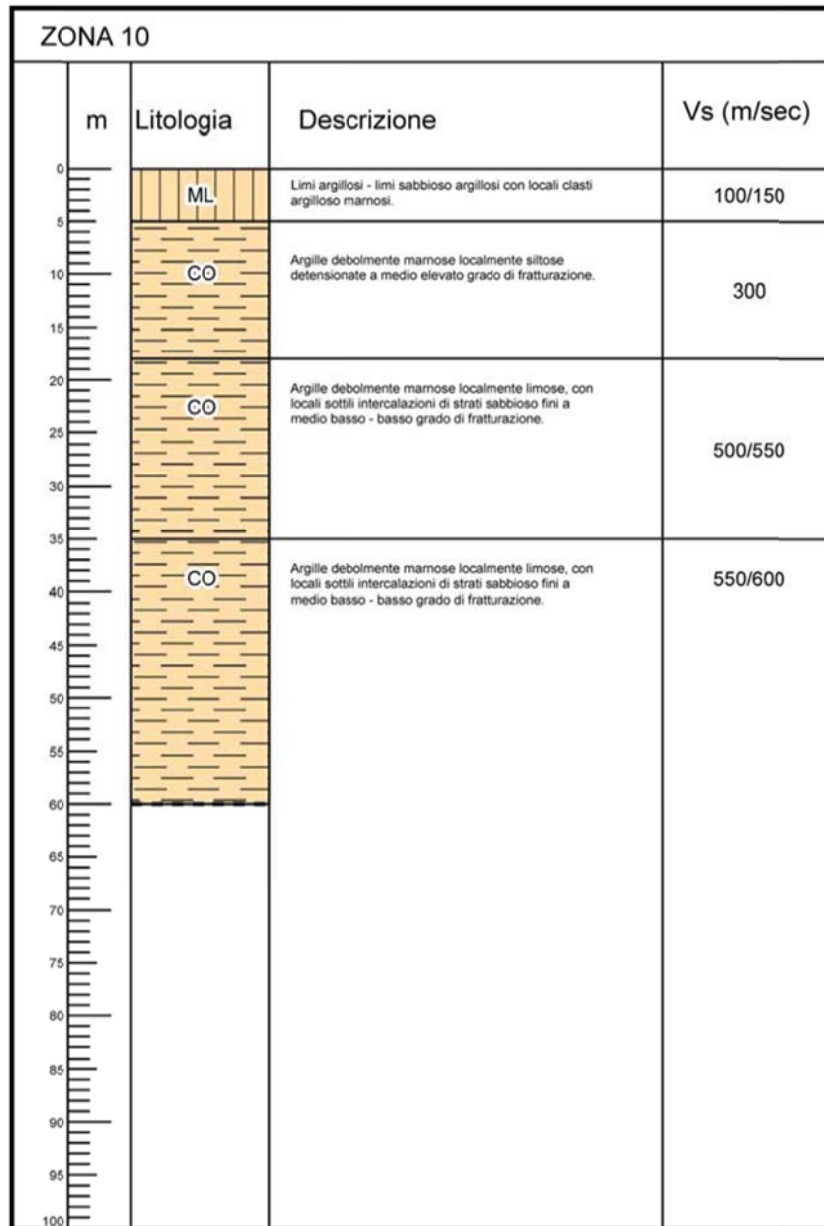 ZONA 10
m
Litologia
Descrizione
Vs (m/sec)
0
5
10
15
20
25
30
35
40
45
50
55
60
65
70
75
80
85
90
95
100
ML
Limi argillosi - limi sabbioso argillosi con locali clasti
argilloso marnosi.
100/150
CO
Argille debolmente marnose localmente siltose
detensionate a medio elevato grado di fratturazione.
300
CO
Argille debolmente marnose localmente limose, con
locali sottili intercalazioni di strati sabbioso fini a
medio basso - basso grado di fratturazione.
500/550
CO
Argille debolmente marnose localmente limose, con
locali sottili intercalazioni di strati sabbioso fini a
medio basso - basso grado di fratturazione.
550/600